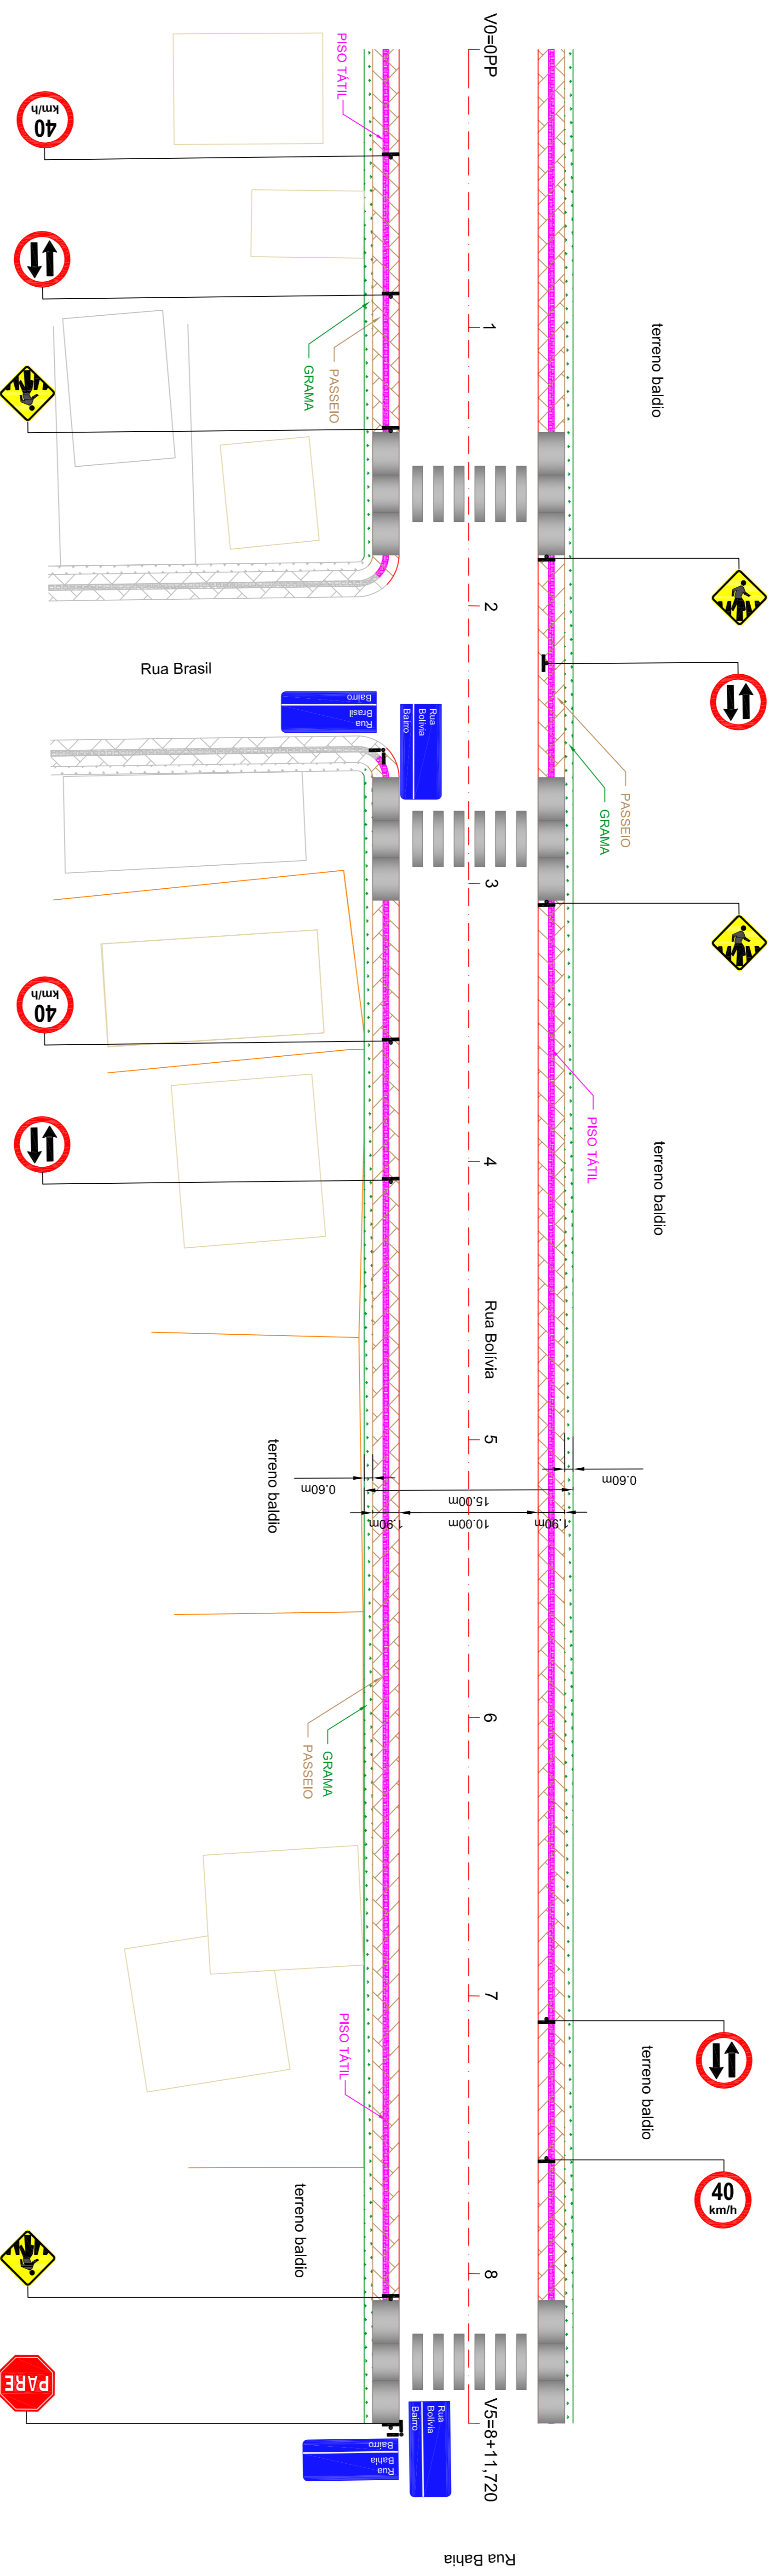 V0=0PP
PISO TÁTIL
40
km/h
1
terreno baldio
PASSEIO
GRAMA
2
Rua Brasil
Rua
Brasil
Bairro
Rua
Bolívia
Bairro
PASSEIO
GRAMA
3
40
km/h
PISO TÁTIL
4
terreno baldio
Rua Bolívia
5
terreno baldio
0.60m
15.00m
0.60m
1.90m
10.00m
1.90m
6
GRAMA
PASSEIO
7
PISO TÁTIL
terreno baldio
40
km/h
terreno baldio
8
PARE
V5=8+11,720
Rua
Bolívia
Bairro
Rua
Bahia
Bairro
Rua Bahia